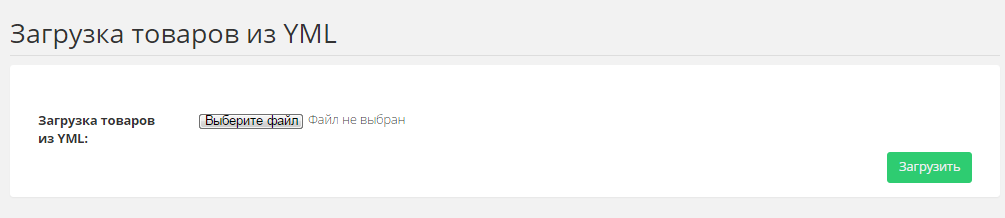 Загрузка товаров из YML
Загрузка товаров
из YML:
Выберите файл Файл не выбран
Загрузить